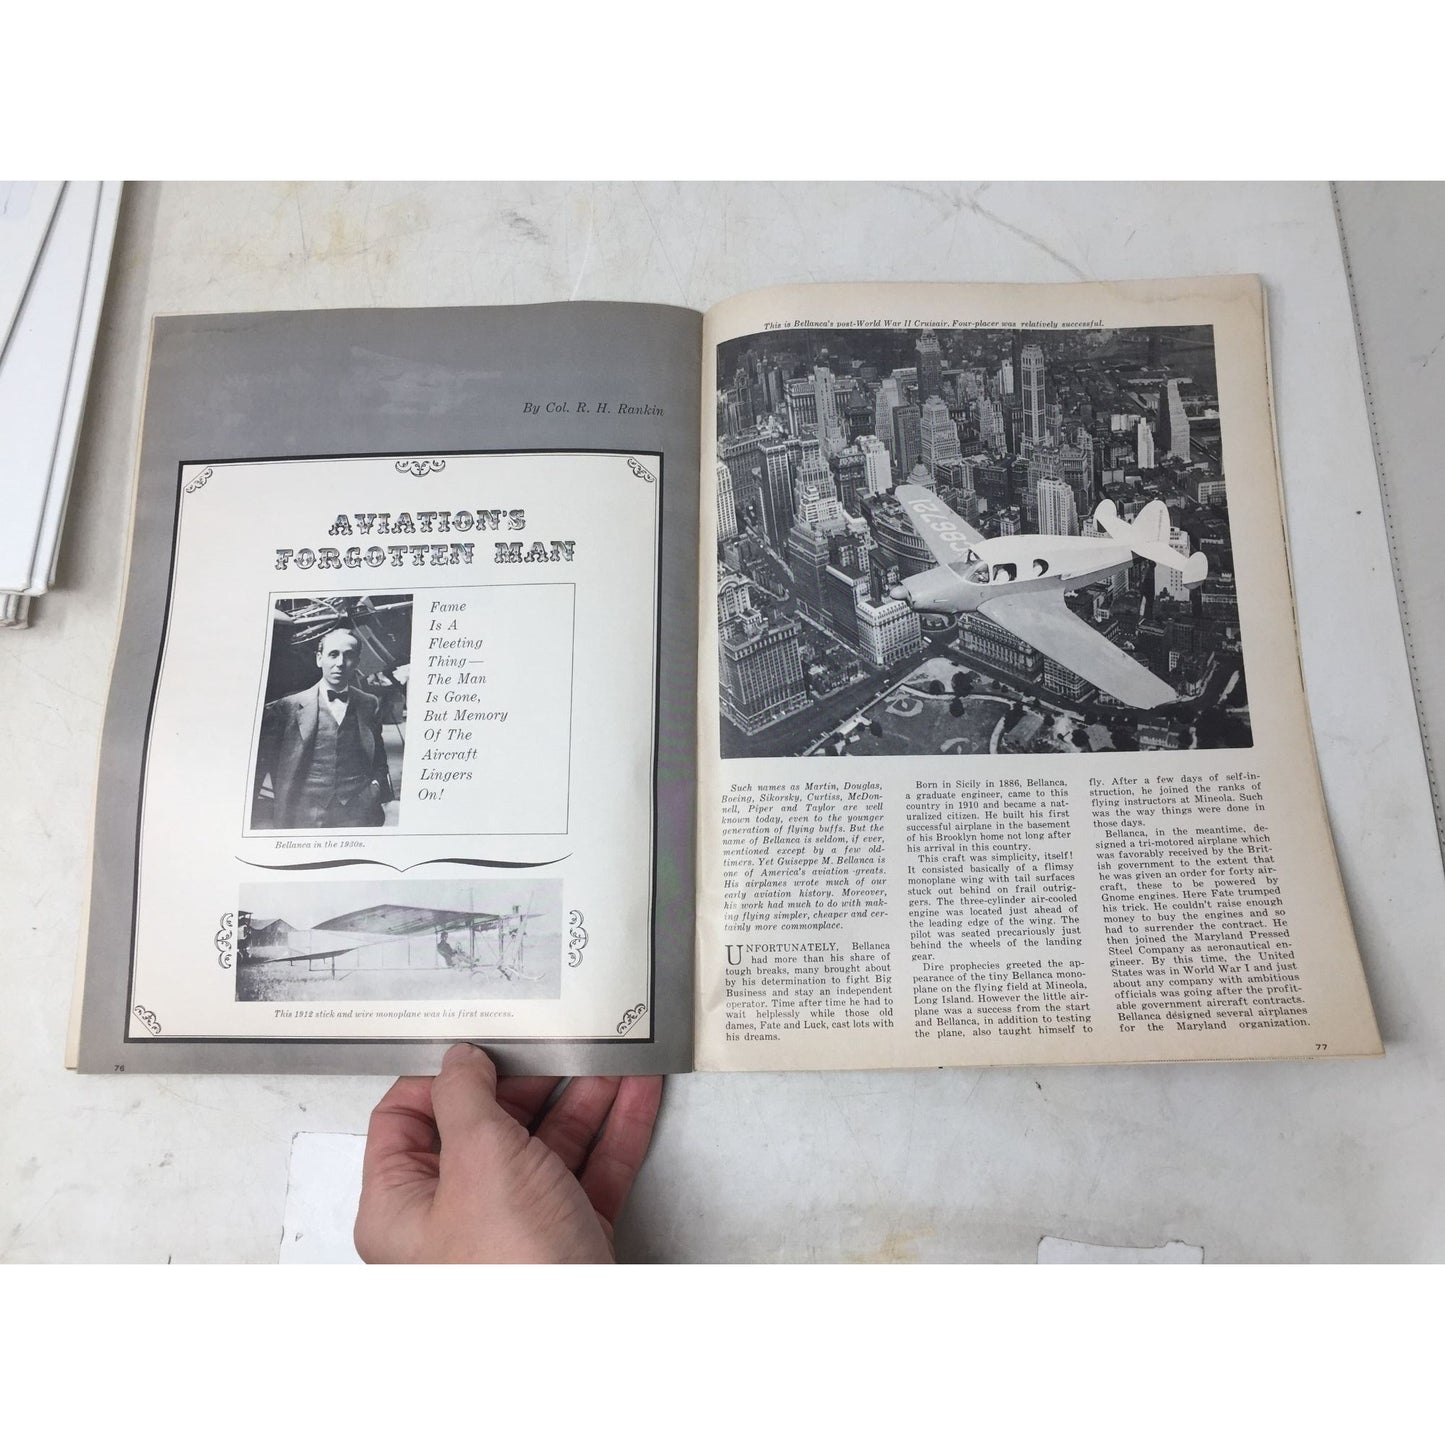 By Col. R. H. Rankin
AVIATION'S
FORGOTTEN MAN
Fame
Is A
Fleeting
Thing—
The Man
Is Gone,
But Memory
Of The
Aircraft
Lingers
On!
Bellanca in the 1930s.
This 1912 stick and wire monoplane was his first success.
76
This is Bellanca's post-World War II Cruisair. Four-placer was relatively successful.
Such names as Martin, Douglas,
Boeing, Sikorsky, Curtiss, McDon-
nell, Piper and Taylor are well
known today, even to the younger
generation of flying buffs. But the
name of Bellanca is seldom, if ever,
mentioned except by a few old-
timers. Yet Guiseppe M. Bellanca is
one of America's aviation greats.
His airplanes wrote much of our
early aviation history. Moreover,
his work had much to do with mak-
ing flying simpler, cheaper and cer-
tainly more commonplace.
UNFORTUNATELY, Bellanca
had more than his share of
tough breaks, many brought about
by his determination to fight Big
Business and stay an independent
operator. Time after time he had to
wait helplessly while those old
dames, Fate and Luck, cast lots with
his dreams.
Born in Sicily in 1886, Bellanca,
a graduate engineer, came to this
country in 1910 and became a nat-
uralized citizen. He built his first
successful airplane in the basement
of his Brooklyn home not long after
his arrival in this country.
This craft was simplicity, itself!
It consisted basically of a flimsy
monoplane wing with tail surfaces
stuck out behind on frail outrig-
gers. The three-cylinder air-cooled
engine was located just ahead of
the leading edge of the wing. The
pilot was seated precariously just
behind the wheels of the landing
gear.
Dire prophecies greeted the ap-
pearance of the tiny Bellanca mono-
plane on the flying field at Mineola,
Long Island. However the little air-
plane was a success from the start
and Bellanca, in addition to testing
the plane, also taught himself to
fly. After a few days of self-in-
struction, he joined the ranks of
flying instructors at Mineola. Such
was the way things were done in
those days.
Bellanca, in the meantime, de-
signed a tri-motored airplane which
was favorably received by the Brit-
ish government to the extent that
he was given an order for forty air-
craft, these to be powered by
Gnome engines. Here Fate trumped
his trick. He couldn't raise enough
money to buy the engines and so
had to surrender the contract. He
then joined the Maryland Pressed
Steel Company as aeronautical en-
gineer. By this time, the United
States was in World War I and just
about any company with ambitious
officials was going after the profit-
able government aircraft contracts.
Bellanca designed several airplanes
for the Maryland organization.
77